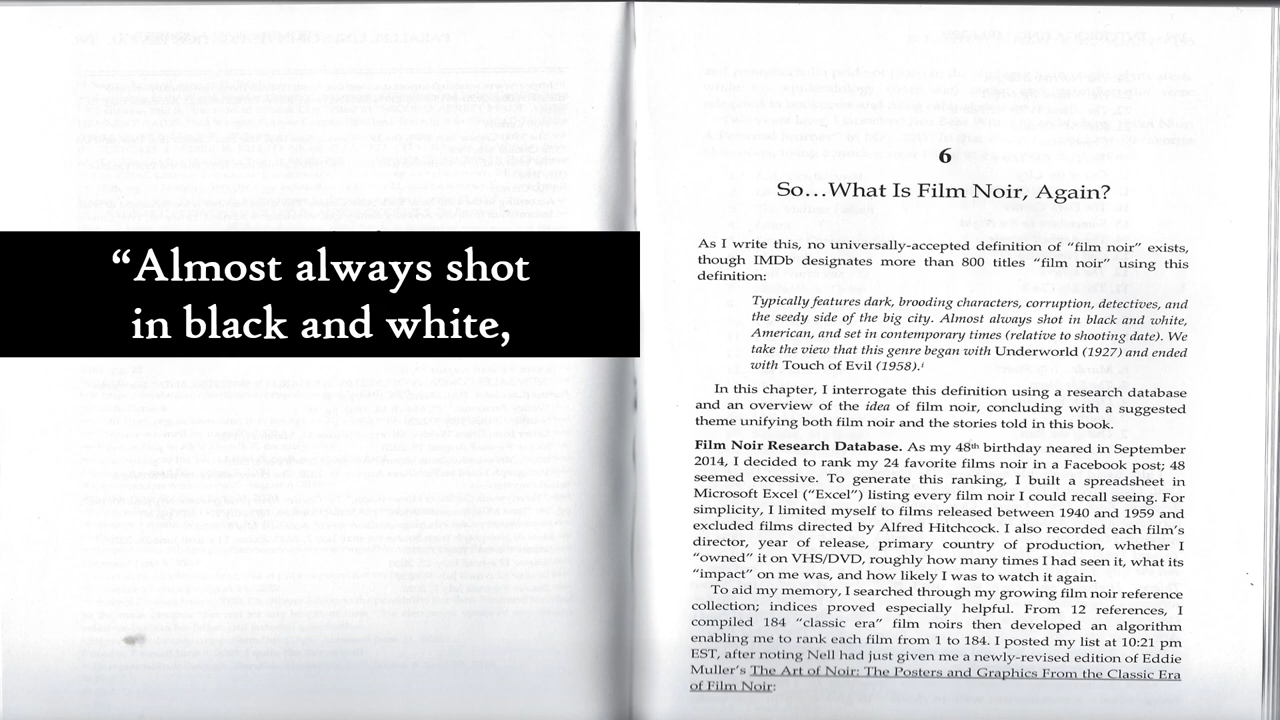 “Almost always shot
in black and white,
6
So…What Is Film Noir, Again?
As I write this, no universally-accepted definition of “film noir” exists,
though IMDb designates more than 800 titles “film noir” using this
definition:
Typically features dark, brooding characters, corruption, detectives, and
the seedy side of the big city. Almost always shot in black and white,
American, and set in contemporary times (relative to shooting date). We
take the view that this genre began with Underworld (1927) and ended
with Touch of Evil (1958).ⁱ
In this chapter, I interrogate this definition using a research database
and an overview of the idea of film noir, concluding with a suggested
theme unifying both film noir and the stories told in this book.
Film Noir Research Database. As my 48th birthday neared in September
2014, I decided to rank my 24 favorite films noir in a Facebook post; 48
seemed excessive. To generate this ranking, I built a spreadsheet in
Microsoft Excel (“Excel”) listing every film noir I could recall seeing. For
simplicity, I limited myself to films released between 1940 and 1959 and
excluded films directed by Alfred Hitchcock. I also recorded each film’s
director, year of release, primary country of production, whether I
“owned” it on VHS/DVD, roughly how many times I had seen it, what its
“impact” on me was, and how likely I was to watch it again.
To aid my memory, I searched through my growing film noir reference
collection; indices proved especially helpful. From 12 references, I
compiled 184 “classic era” film noirs then developed an algorithm
enabling me to rank each film from 1 to 184. I posted my list at 10:21 pm
EST, after noting Nell had just given me a newly-revised edition of Eddie
Muller’s The Art of Noir: The Posters and Graphics From the Classic Era
of Film Noir: